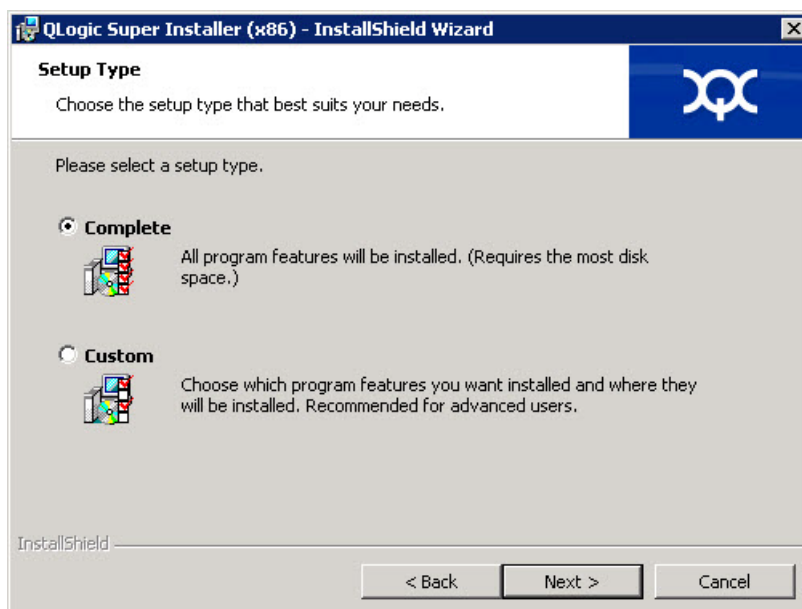 QLogic Super Installer (x86) - InstallShield Wizard
Setup Type
Choose the setup type that best suits your needs.
Please select a setup type.
Complete
All program features will be installed. (Requires the most disk
space.)
Custom
Choose which program features you want installed and where they
will be installed. Recommended for advanced users.
InstallShield
< Back
Next >
Cancel